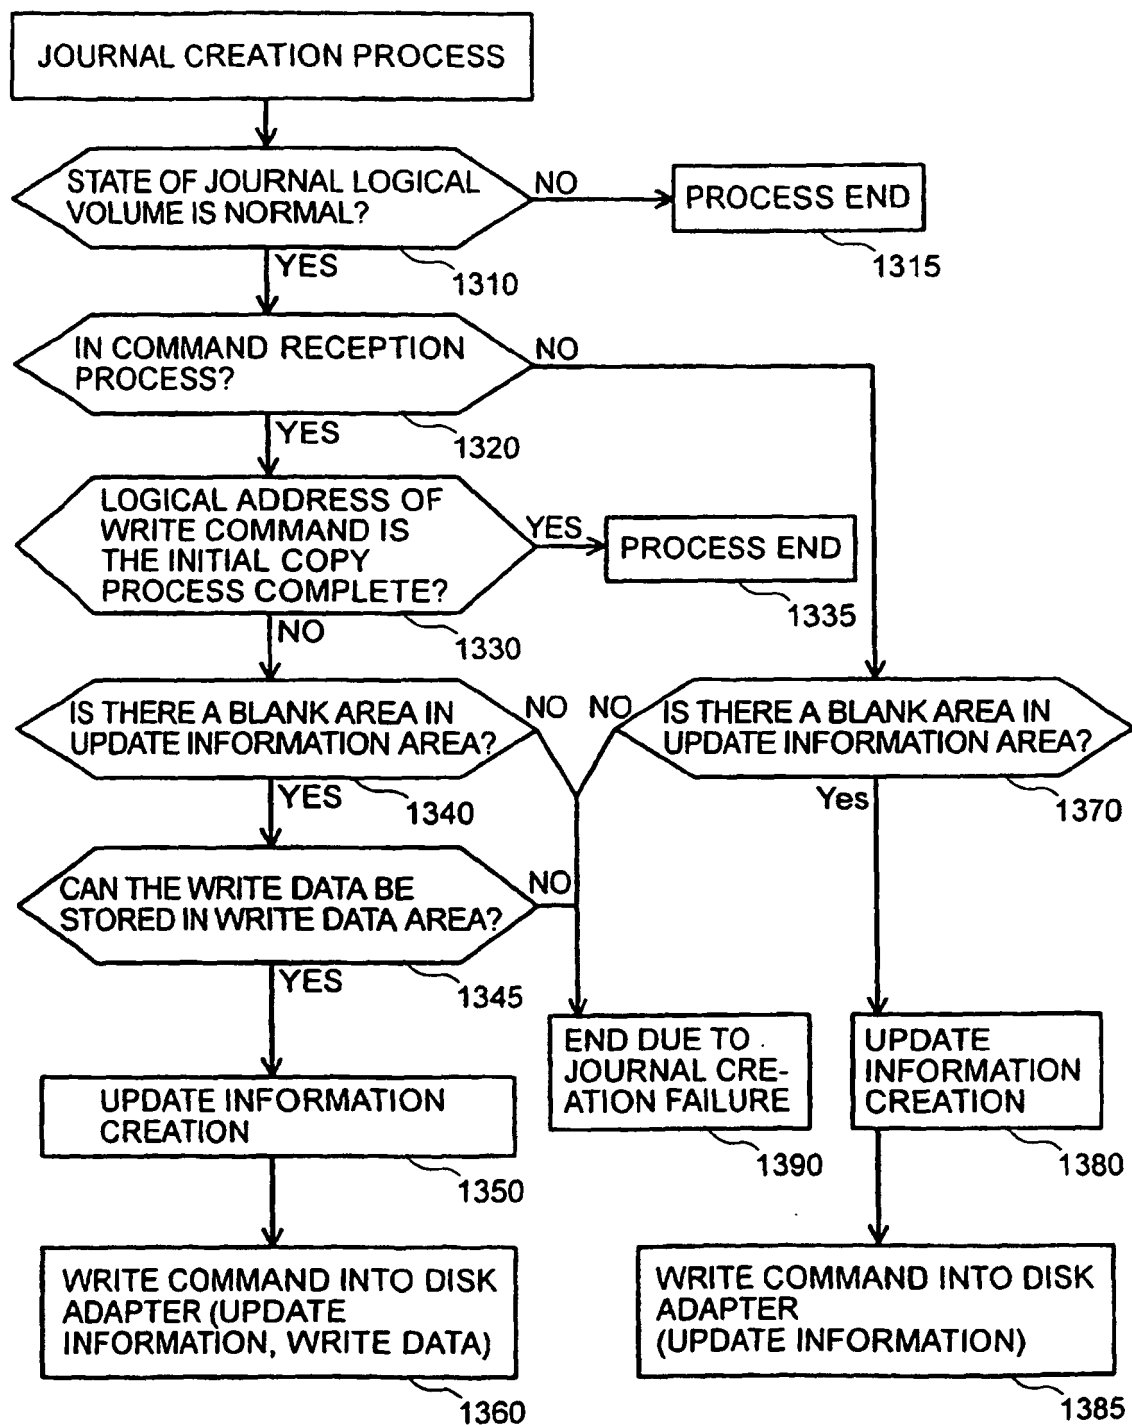 JOURNAL CREATION PROCESS
STATE OF JOURNAL LOGICAL
VOLUME IS NORMAL?
NO
PROCESS END
1315
YES
1310
IN COMMAND RECEPTION
PROCESS?
NO
YES
1320
LOGICAL ADDRESS OF
WRITE COMMAND IS
THE INITIAL COPY
PROCESS COMPLETE?
YES
PROCESS END
1335
NO
1330
IS THERE A BLANK AREA IN
UPDATE INFORMATION AREA?
NO
NO
IS THERE A BLANK AREA IN
UPDATE INFORMATION AREA?
YES
1340
Yes
1370
CAN THE WRITE DATA BE
STORED IN WRITE DATA AREA?
NO
YES
1345
END DUE TO
JOURNAL CRE-
ATION FAILURE
1390
UPDATE
INFORMATION
CREATION
1380
UPDATE INFORMATION
CREATION
1350
WRITE COMMAND INTO DISK
ADAPTER (UPDATE
INFORMATION, WRITE DATA)
1360
WRITE COMMAND INTO DISK
ADAPTER
(UPDATE INFORMATION)
1385